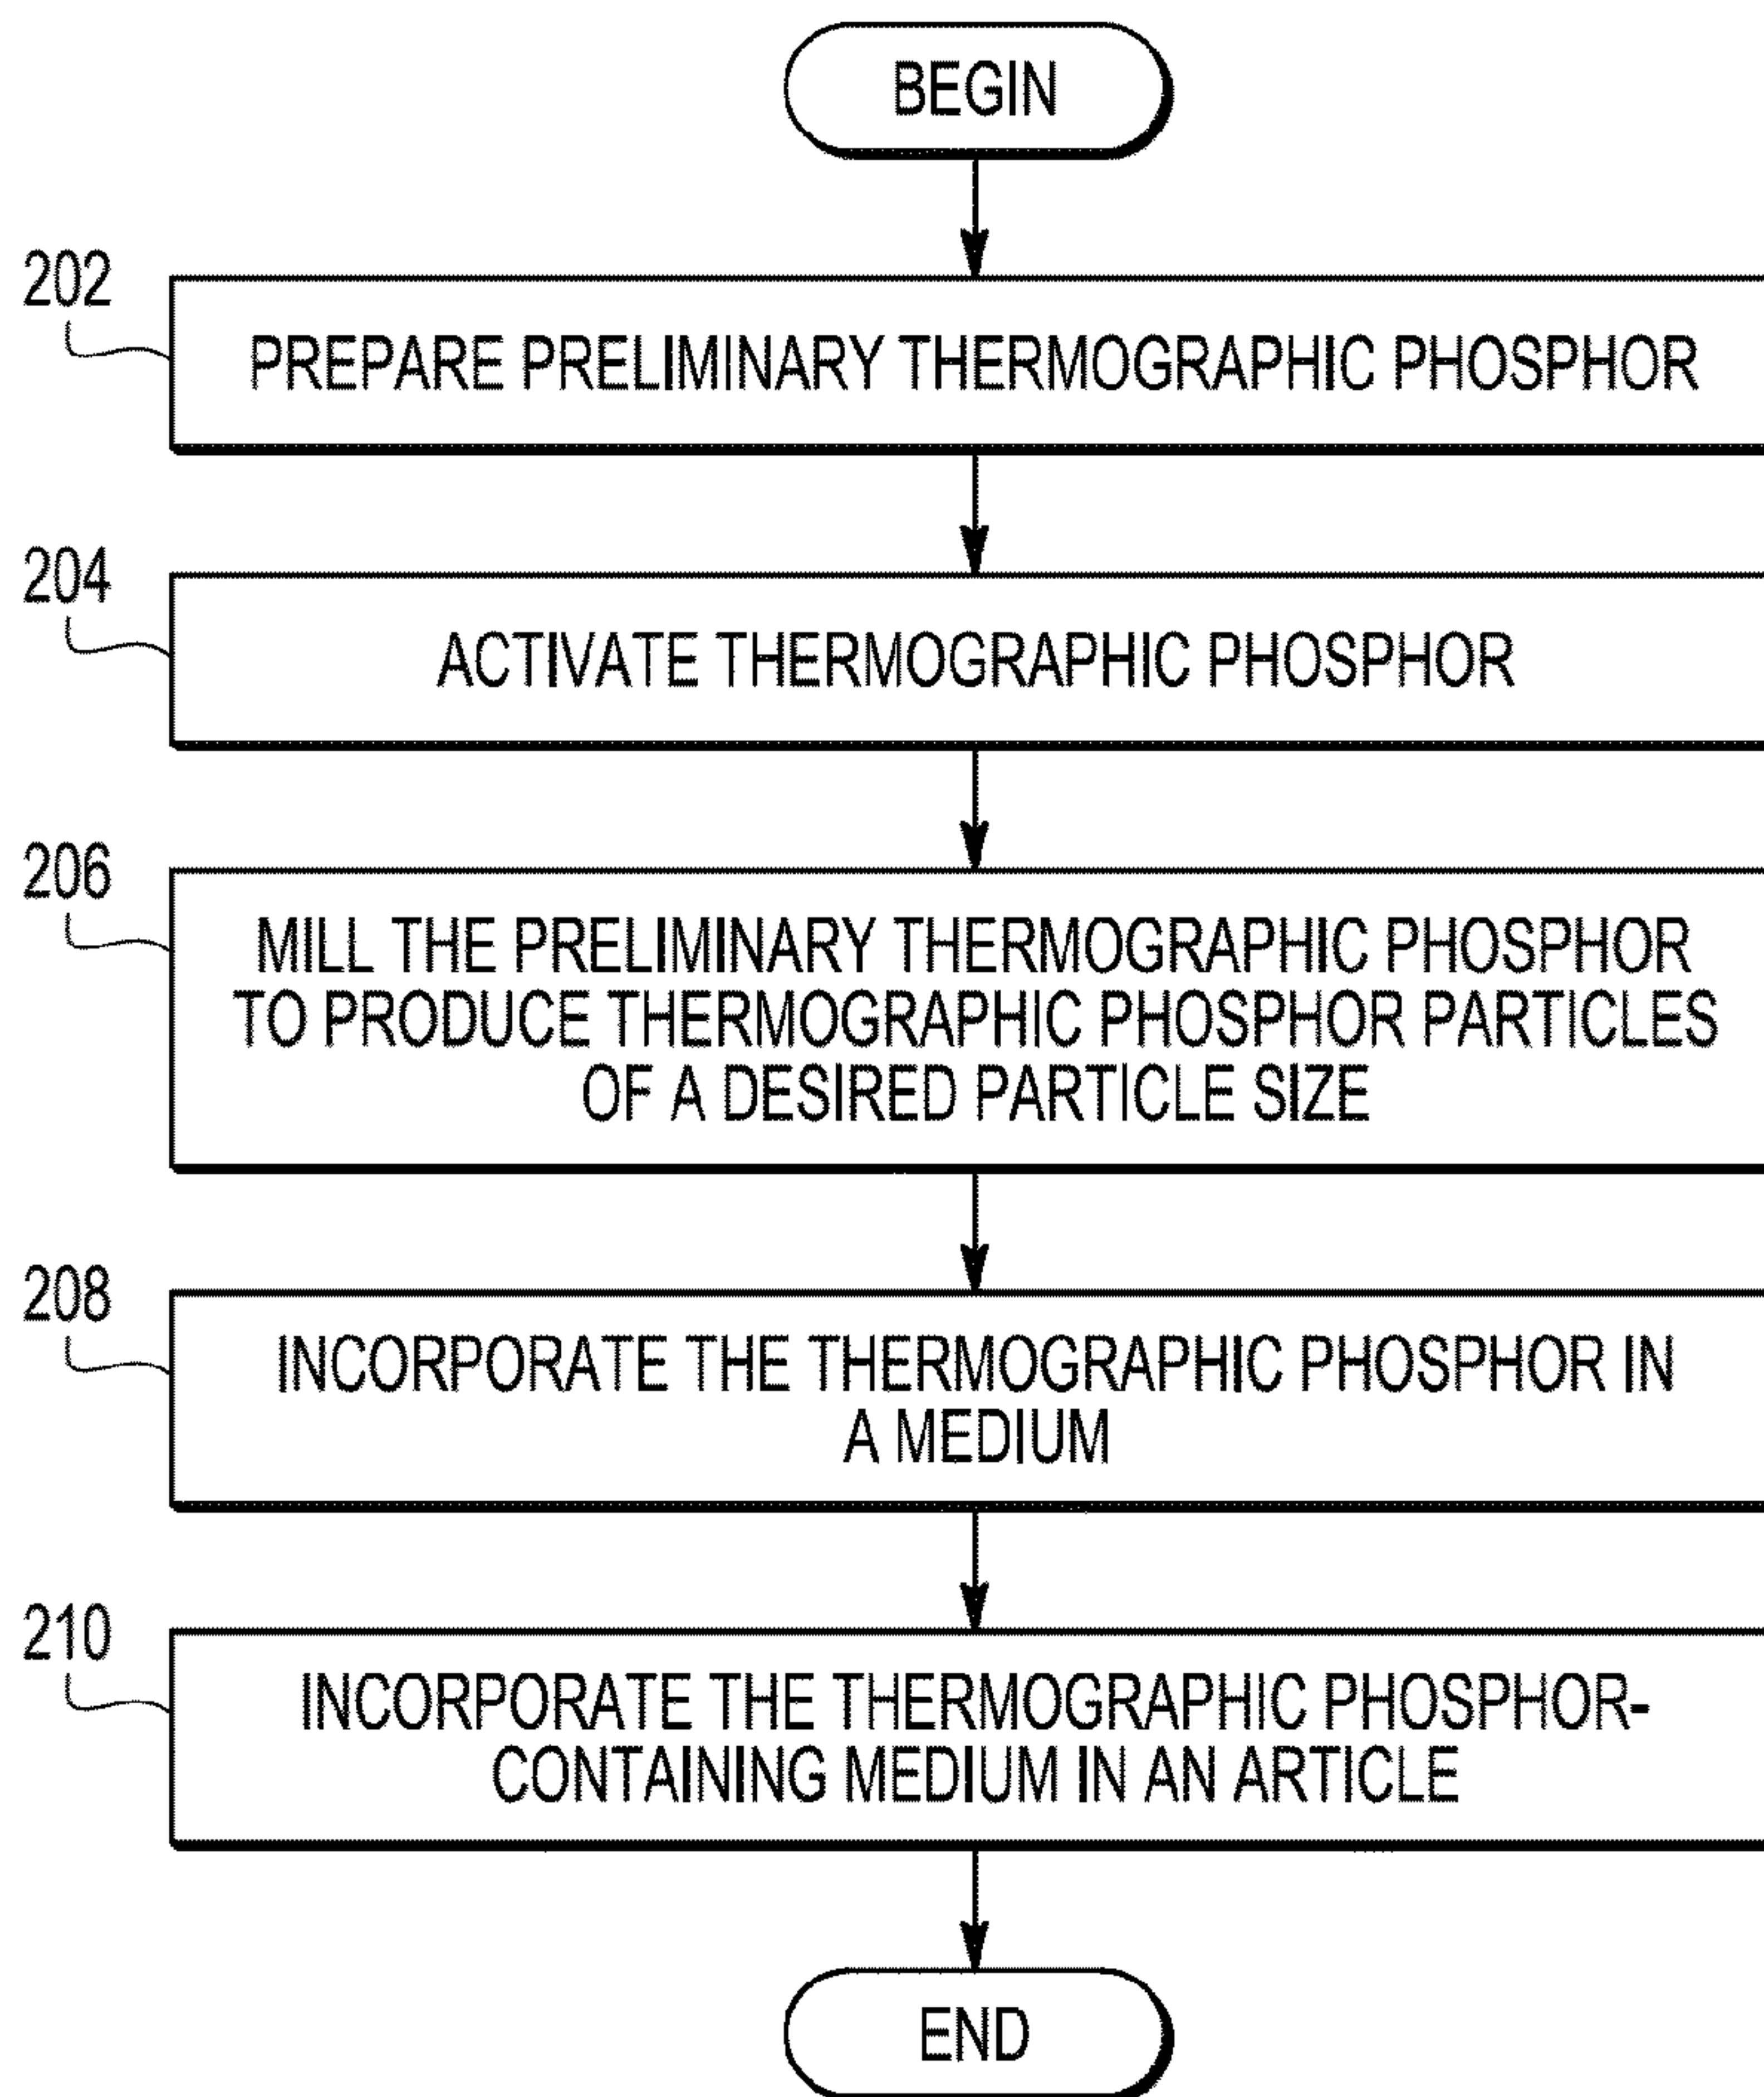 BEGIN
202
PREPARE PRELIMINARY THERMOGRAPHIC PHOSPHOR
204
ACTIVATE THERMOGRAPHIC PHOSPHOR
206
MILL THE PRELIMINARY THERMOGRAPHIC PHOSPHOR
TO PRODUCE THERMOGRAPHIC PHOSPHOR PARTICLES
OF A DESIRED PARTICLE SIZE
208
INCORPORATE THE THERMOGRAPHIC PHOSPHOR IN
A MEDIUM
210
INCORPORATE THE THERMOGRAPHIC PHOSPHOR-
CONTAINING MEDIUM IN AN ARTICLE
END